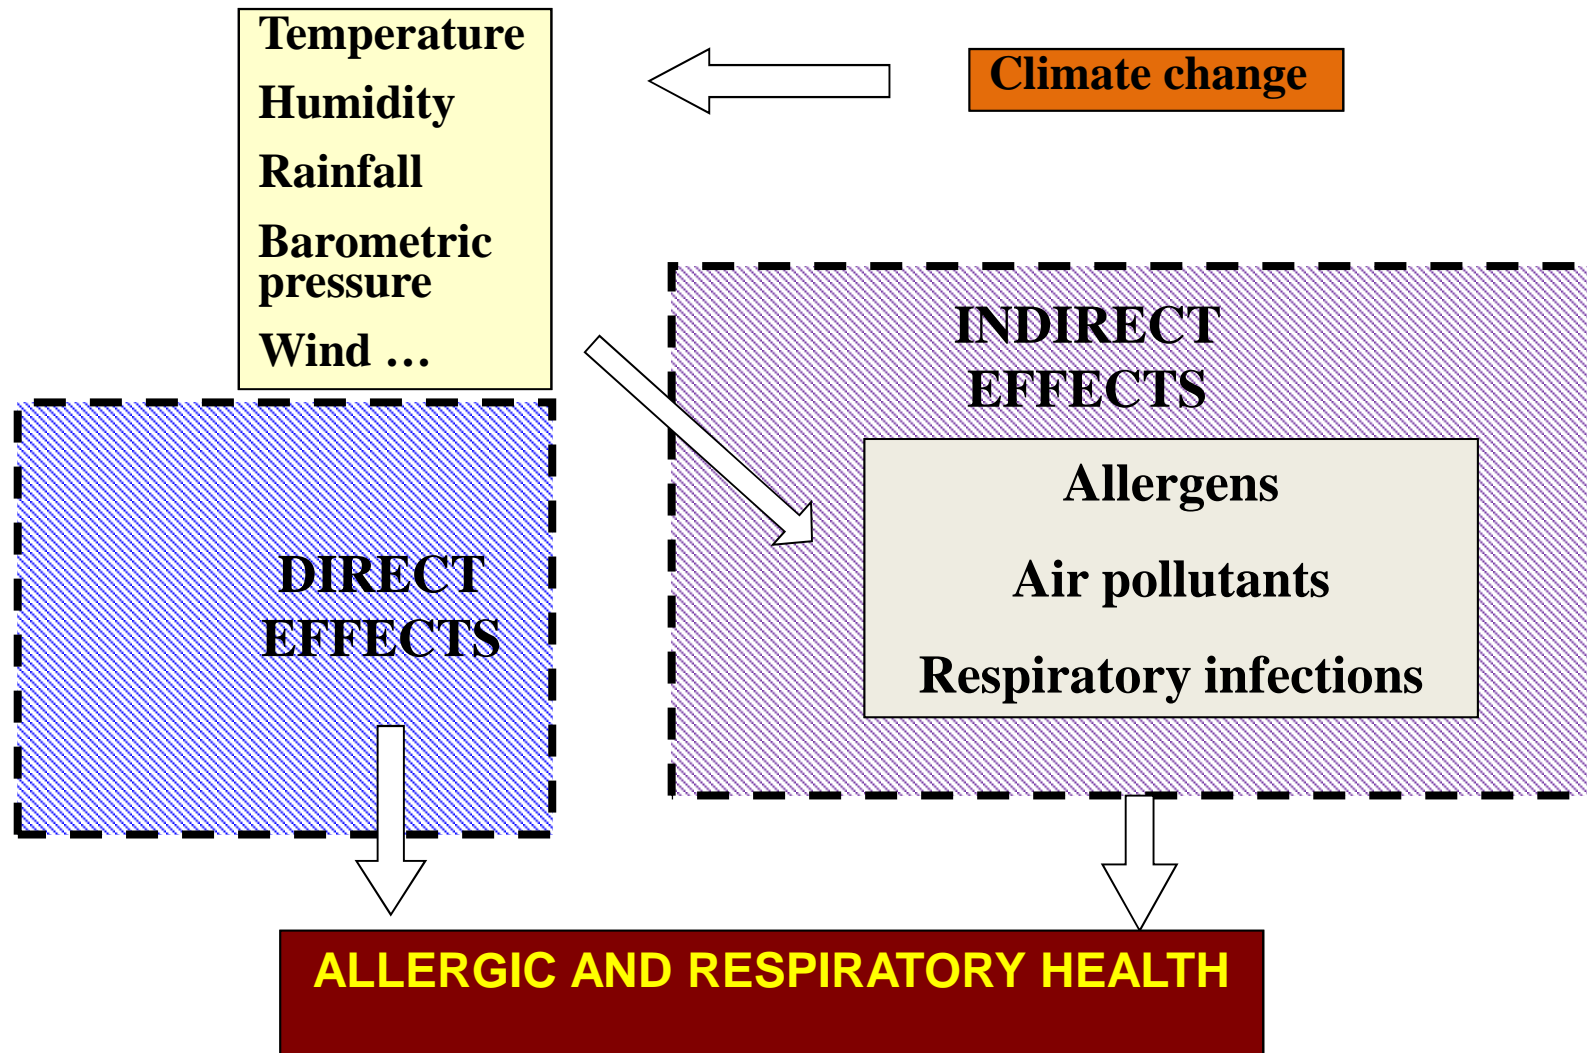 Temperature
Humidity
Rainfall
Barometric
pressure
Wind …
Climate change
INDIRECT
EFFECTS
Allergens
Air pollutants
Respiratory infections
DIRECT
EFFECTS
ALLERGIC AND RESPIRATORY HEALTH